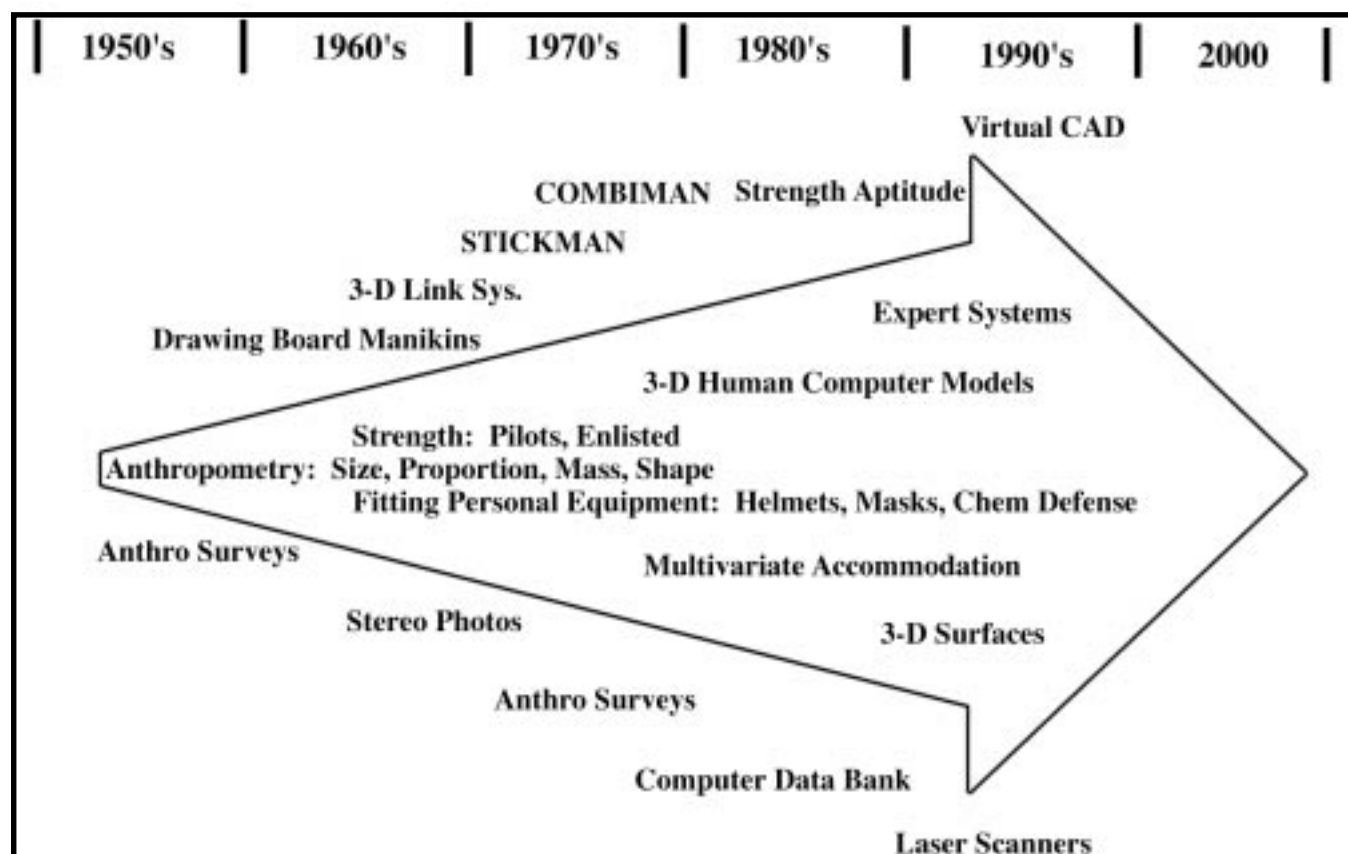 1950's 1960's 1970's 1980's 1990's 2000
Virtual CAD
COMBIMAN Strength Aptitude
STICKMAN
3-D Link Sys.
Expert Systems
Drawing Board Manikins
3-D Human Computer Models
Strength: Pilots, Enlisted
Anthropometry: Size, Proportion, Mass, Shape
Fitting Personal Equipment: Helmets, Masks, Chem Defense
Anthro Surveys
Multivariate Accommodation
Stereo Photos
3-D Surfaces
Anthro Surveys
Computer Data Bank
Laser Scanners